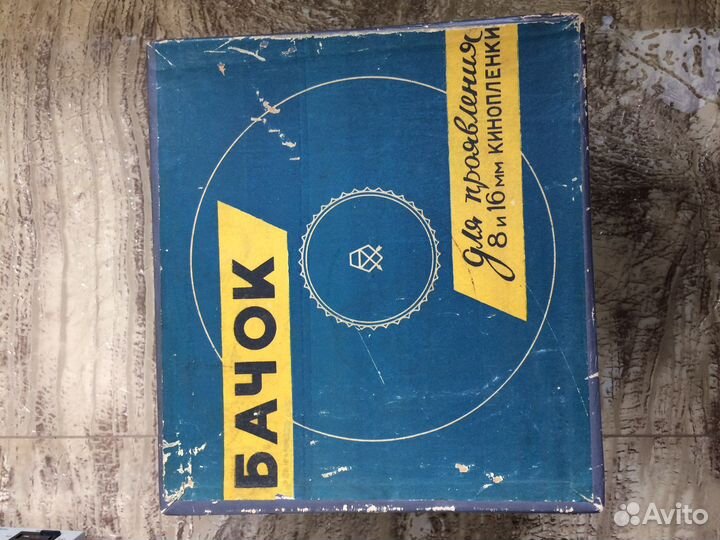 БАЧОК
для проявления
8 и 16 мм КИНОПЛЕНКИ
Avito